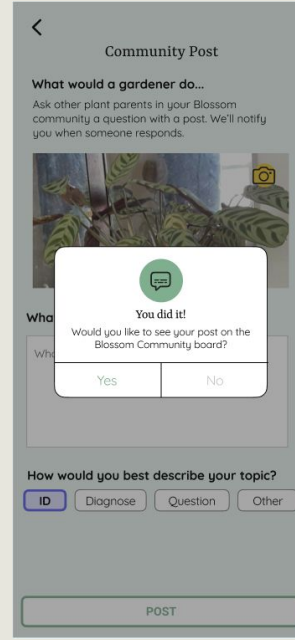 Community Post
What would a gardener do...
Ask other plant parents in your Blossom
community a question with a post. We'll notify
you when someone responds.
You did it!
Would you like to see your post on the
Blossom Community board?
Yes
No
How would you best describe your topic?
ID
Diagnose
Question
Other
POST